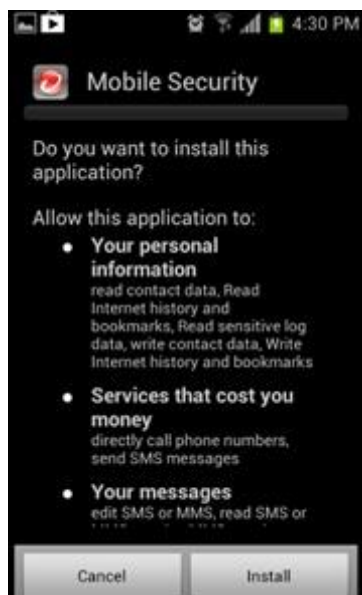 4:30 PM
Mobile Security
Do you want to install this
application?
Allow this application to:
Your personal
information
read contact data, Read
Internet history and
bookmarks, Read sensitive log
data, write contact data, Write
Internet history and bookmarks
Services that cost you
money
directly call phone numbers,
send SMS messages
Your messages
edit SMS or MMS, read SMS or
Cancel Install